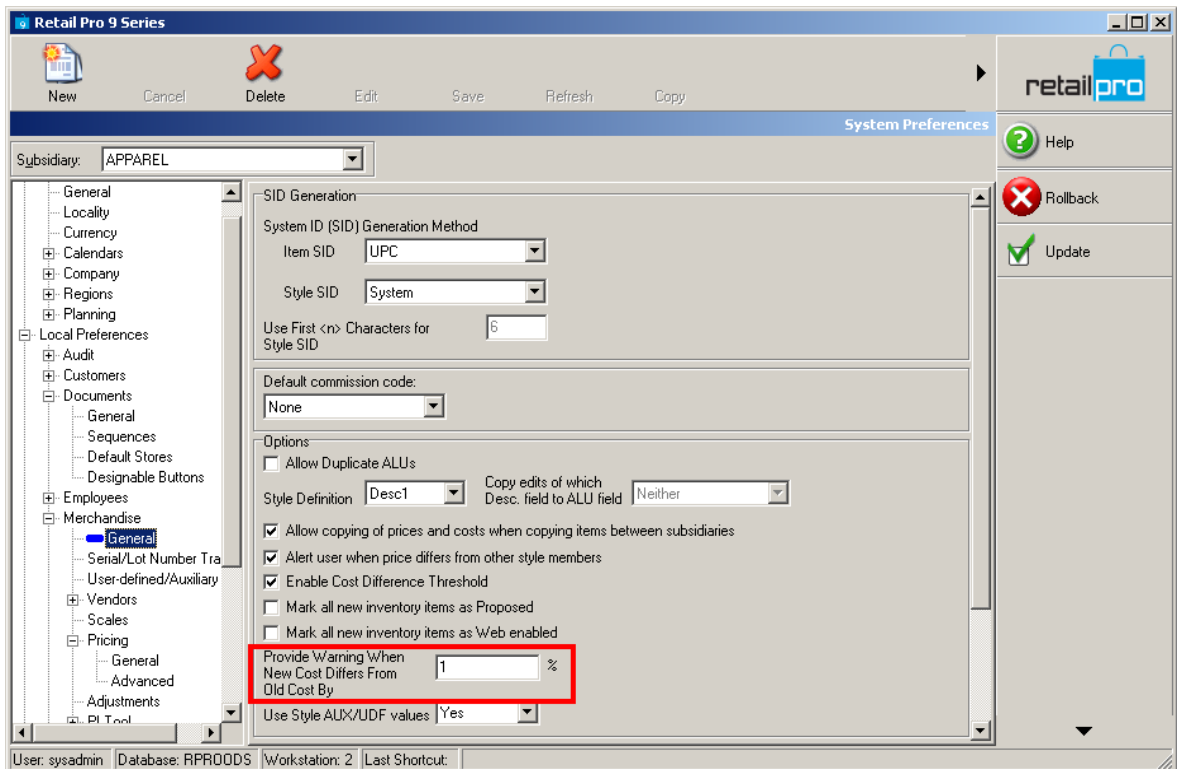 Retail Pro 9 Series
New Cancel Delete Edit Save Refresh Copy
retailpro
System Preferences
Subsidiary: APPAREL
Help
Rollback
Update
General
Locality
Currency
Calendars
Company
Regions
Planning
Local Preferences
Audit
Customers
Documents
General
Sequences
Default Stores
Designable Buttons
Employees
Merchandise
General
Serial/Lot Number Tra
User-defined/Auxiliary
Vendors
Scales
Pricing
General
Advanced
Adjustments
PI Tool
SID Generation
System ID (SID) Generation Method
Item SID UPC
Style SID System
Use First <n> Characters for 6
Style SID
Default commission code:
None
Options
Allow Duplicate ALUs
Style Definition Desc1
Copy edits of which
Desc. field to ALU field Neither
Allow copying of prices and costs when copying items between subsidiaries
Alert user when price differs from other style members
Enable Cost Difference Threshold
Mark all new inventory items as Proposed
Mark all new inventory items as Web enabled
Provide Warning When
New Cost Differs From 1 %
Old Cost By
Use Style AUX/UDF values Yes
User: sysadmin Database: RPROODS Workstation: 2 Last Shortcut: